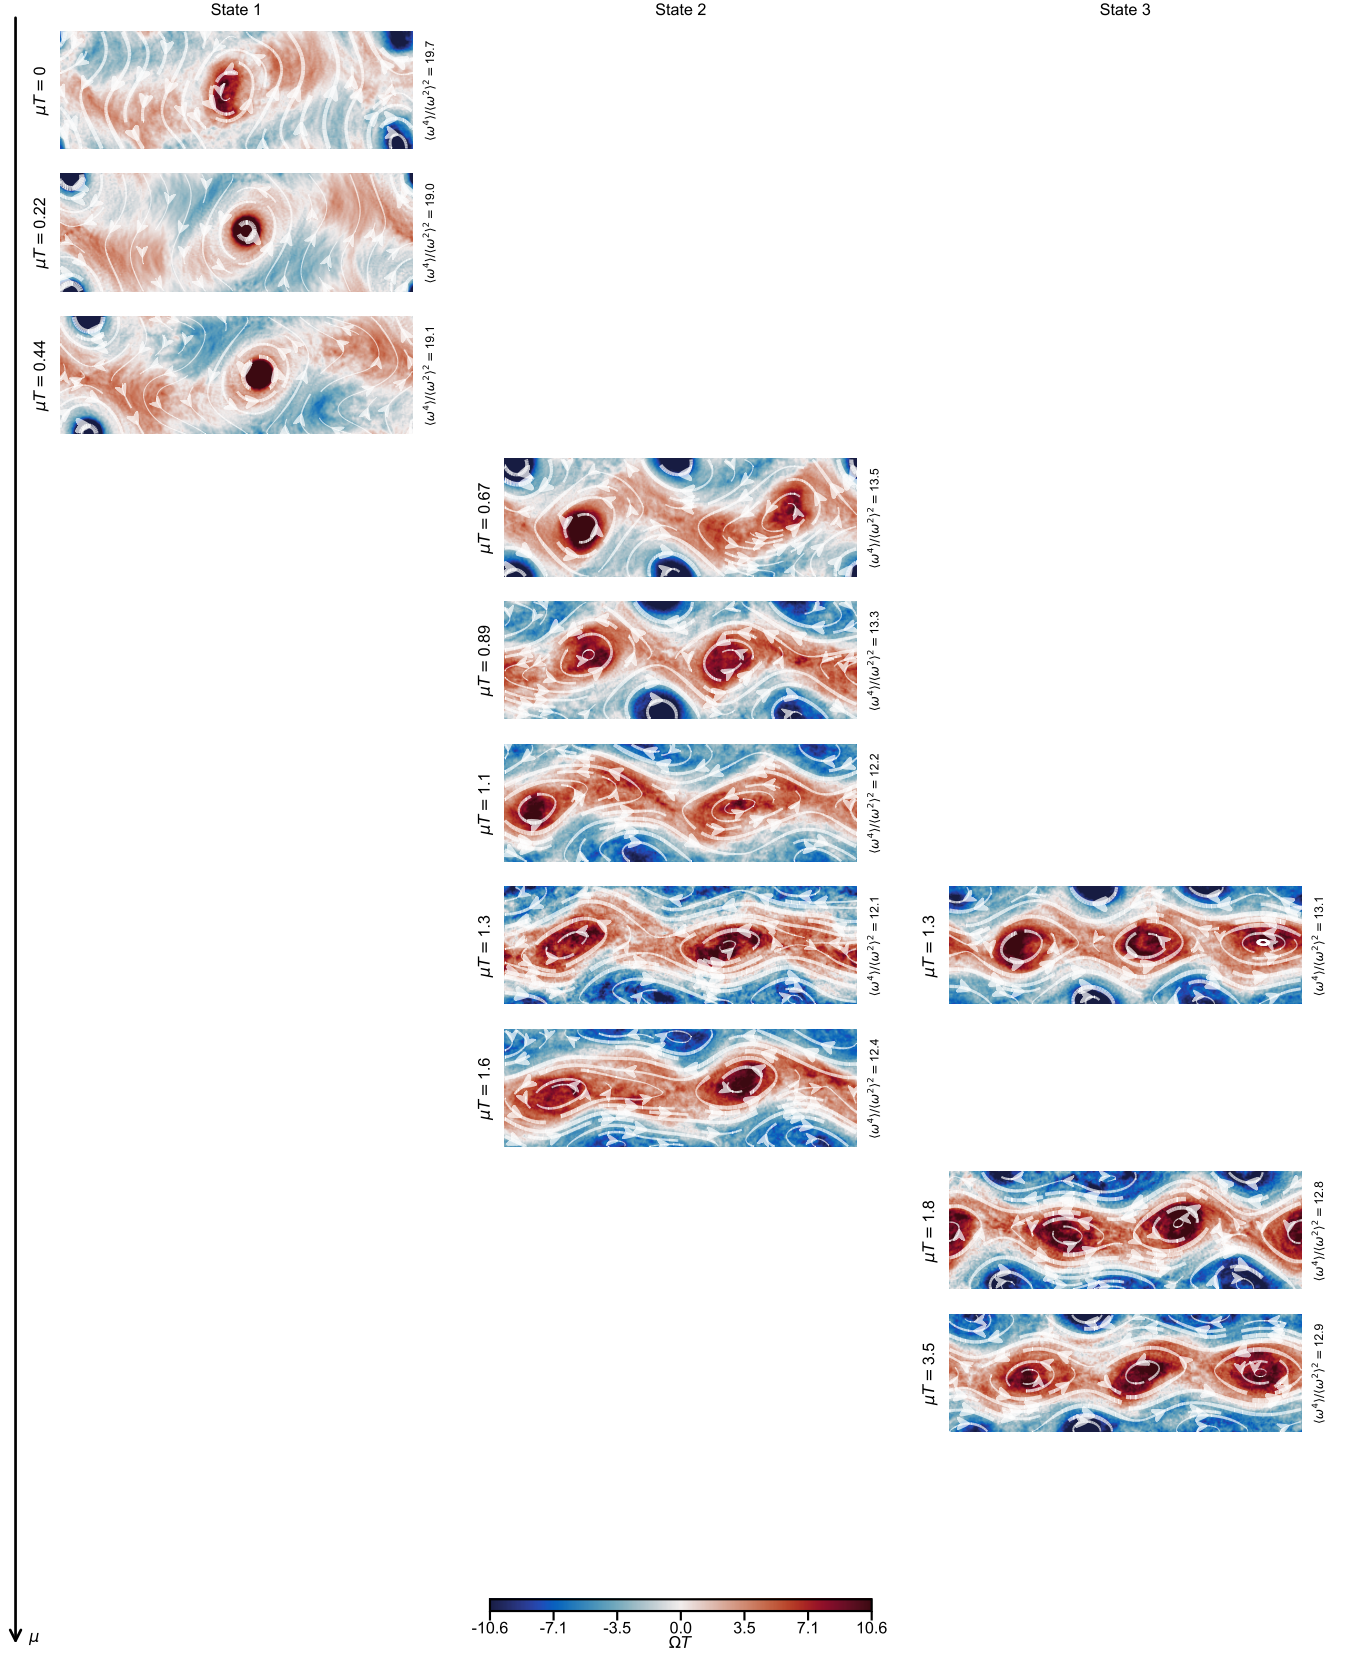 State 1
State 2
State 3
μT = 0
⟨ω⁴⟩/⟨ω²⟩² = 19.7
μT = 0.22
⟨ω⁴⟩/⟨ω²⟩² = 19.0
μT = 0.44
⟨ω⁴⟩/⟨ω²⟩² = 19.1
μT = 0.67
⟨ω⁴⟩/⟨ω²⟩² = 13.5
μT = 0.89
⟨ω⁴⟩/⟨ω²⟩² = 13.3
μT = 1.1
⟨ω⁴⟩/⟨ω²⟩² = 12.2
μT = 1.3
⟨ω⁴⟩/⟨ω²⟩² = 12.1
μT = 1.3
⟨ω⁴⟩/⟨ω²⟩² = 13.1
μT = 1.6
⟨ω⁴⟩/⟨ω²⟩² = 12.4
μT = 1.8
⟨ω⁴⟩/⟨ω²⟩² = 12.8
μT = 3.5
⟨ω⁴⟩/⟨ω²⟩² = 12.9
-10.6 -7.1 -3.5 0.0 3.5 7.1 10.6
ΩT
μ